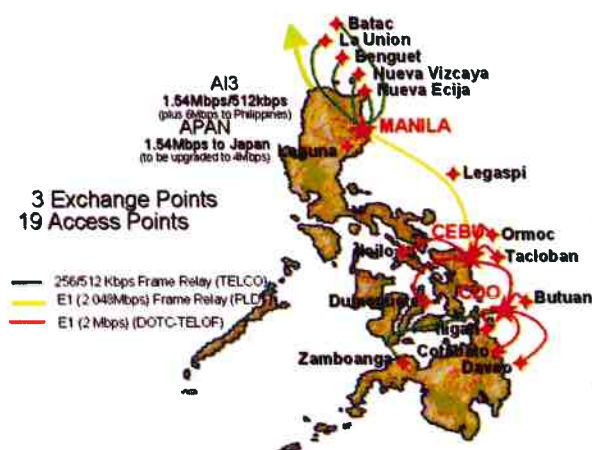 Batac
La Union
Benguet
Nueva Vizcaya
Nueva Ecija
AI3
1.54Mbps/512kbps
(plus 6Mbps to Philippines)
APAN
1.54Mbps to Japan
(to be upgraded to 4Mbps)
MANILA
Laguna
Legaspi
3 Exchange Points
19 Access Points
CEBU
Ormoc
Iloilo
Tacloban
256/512 Kbps Frame Relay (TELCO)
E1 (2 048Mbps) Frame Relay (PLDT)
E1 (2 Mbps) (DOTC-TELOF)
Dumaguete
CDO
Butuan
Iligan
Zamboanga
Cotabato
Davao